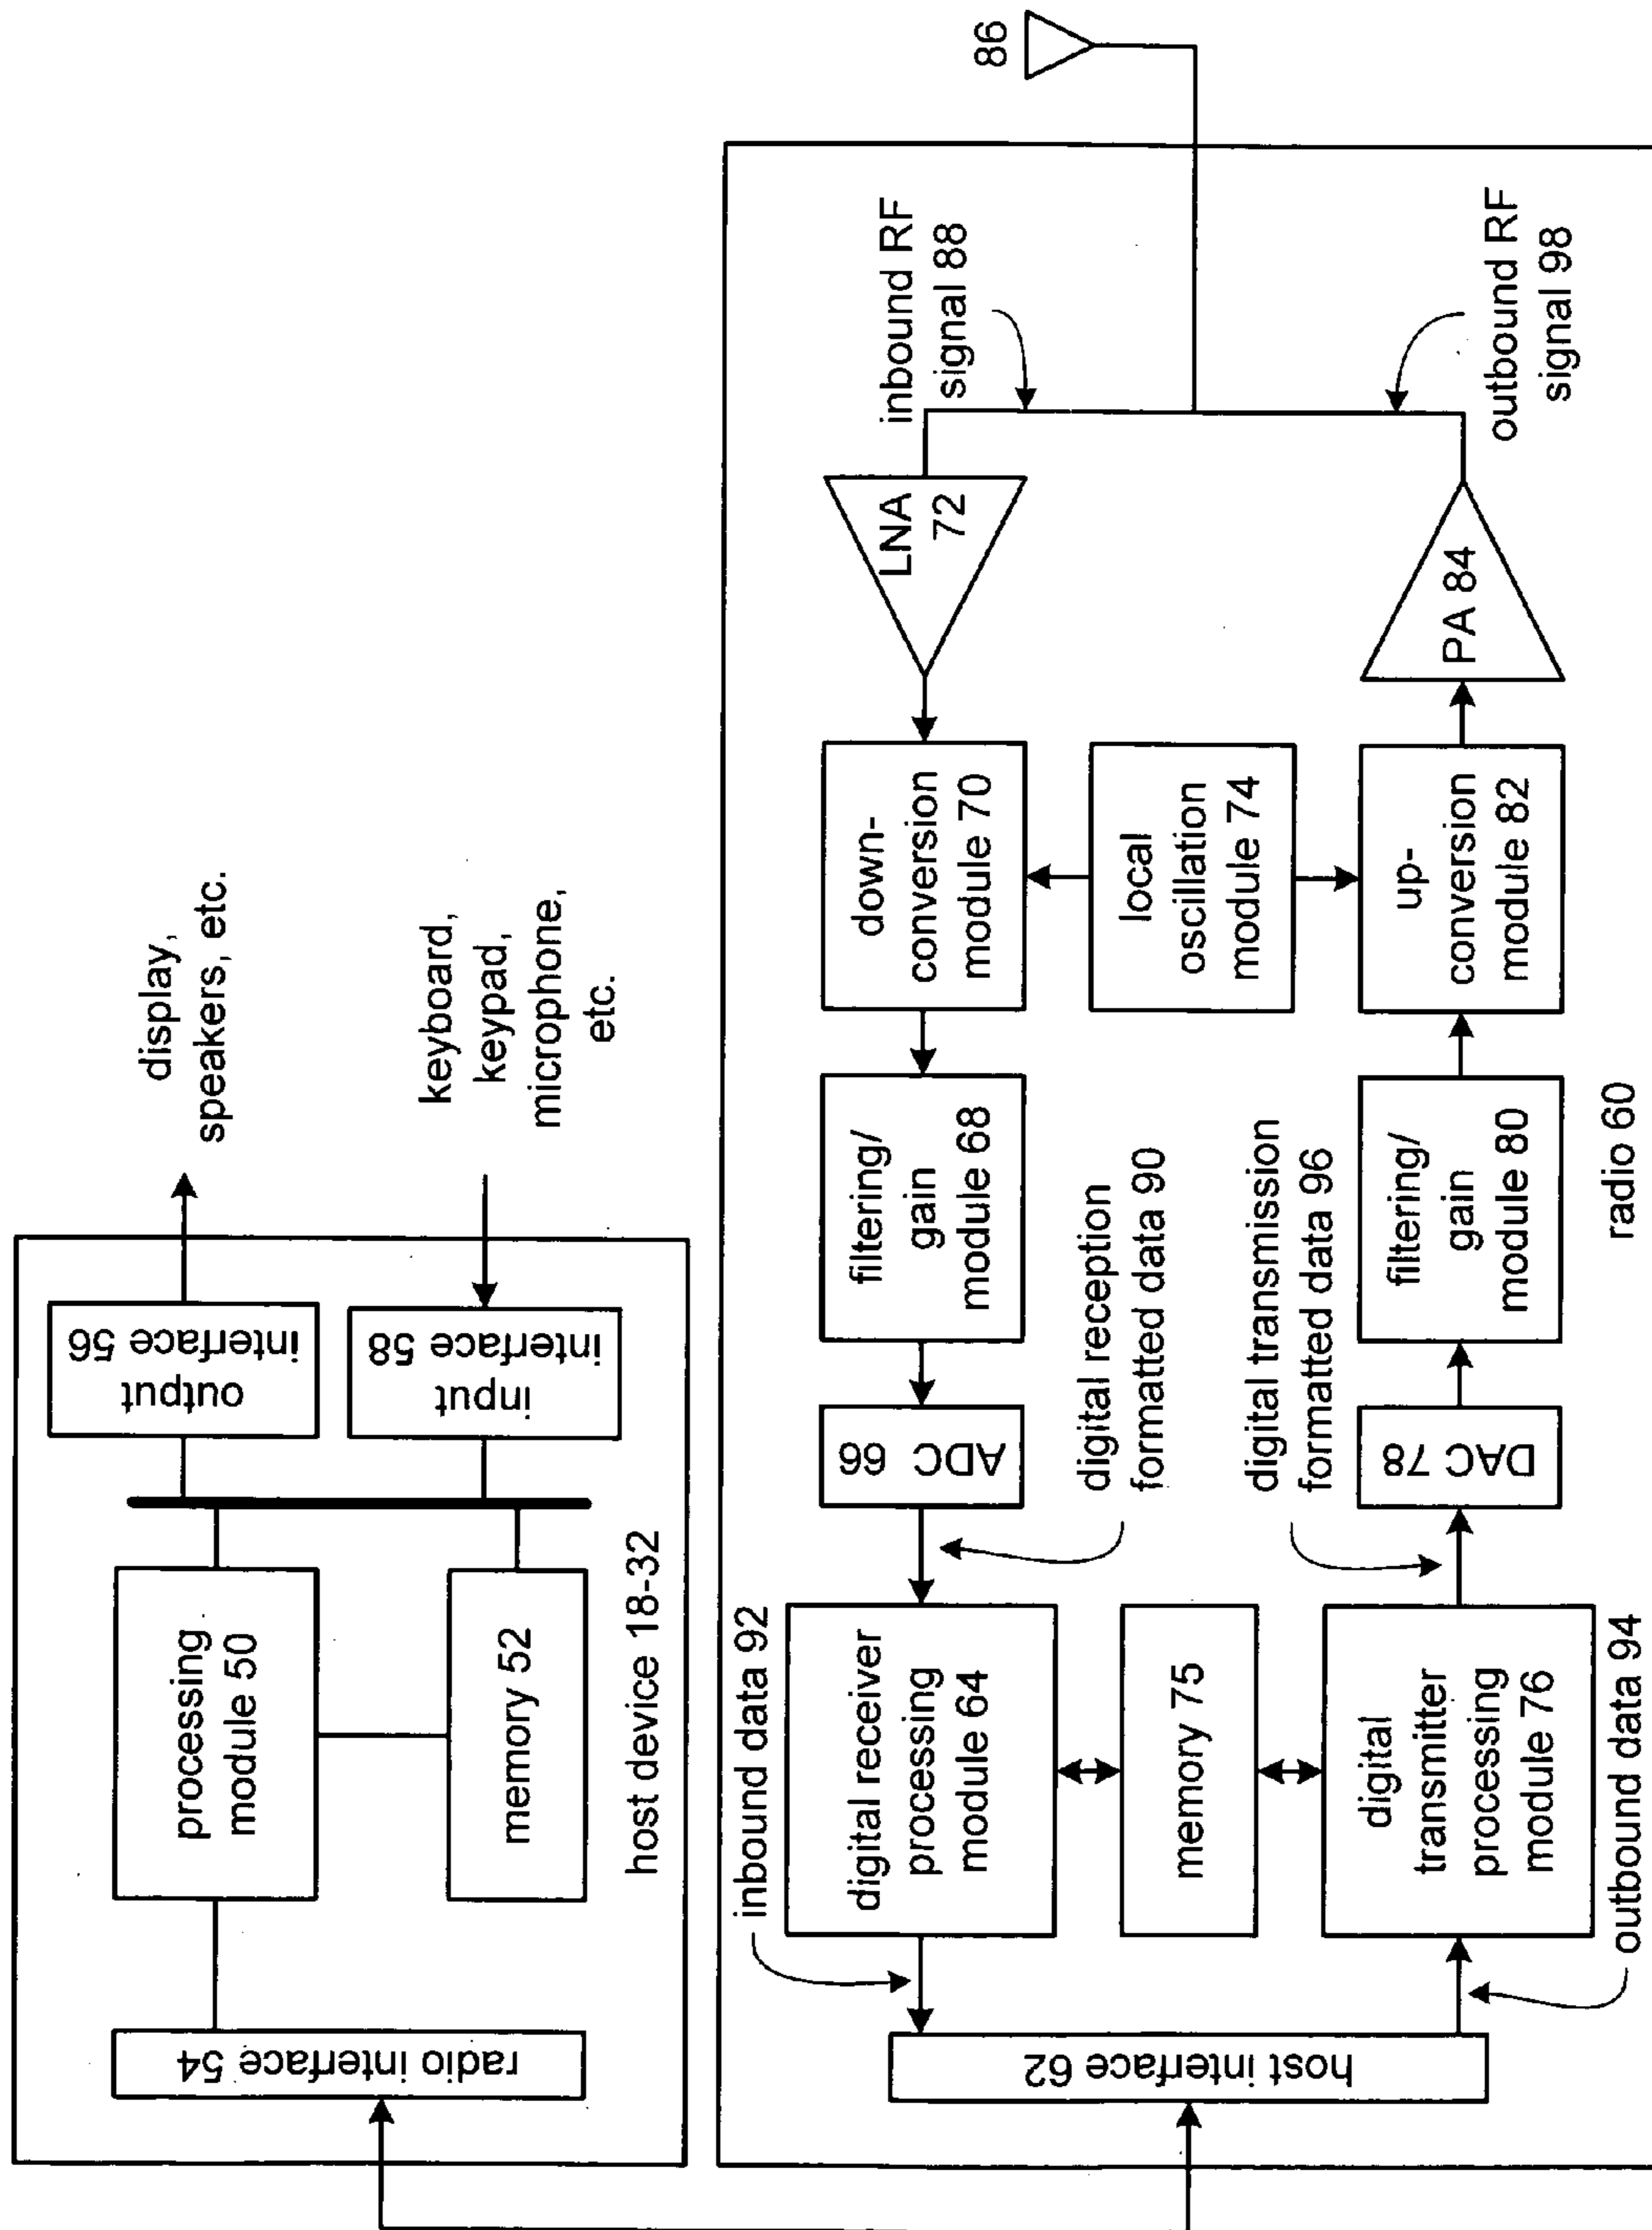 radio interface 54
processing
module 50
memory 52
output
interface 56
input
interface 58
display,
speakers, etc.
keyboard,
keypad,
microphone,
etc.
host device 18-32
host interface 62
inbound data 92
digital receiver
processing
module 64
ADC 66
filtering/
gain
module 68
down-
conversion
module 70
LNA
72
inbound RF
signal 88
86
digital reception
formatted data 90
memory 75
local
oscillation
module 74
digital transmission
formatted data 96
digital
transmitter
processing
module 76
DAC 78
filtering/
gain
module 80
up-
conversion
module 82
PA 84
outbound RF
signal 98
outbound data 94
radio 60